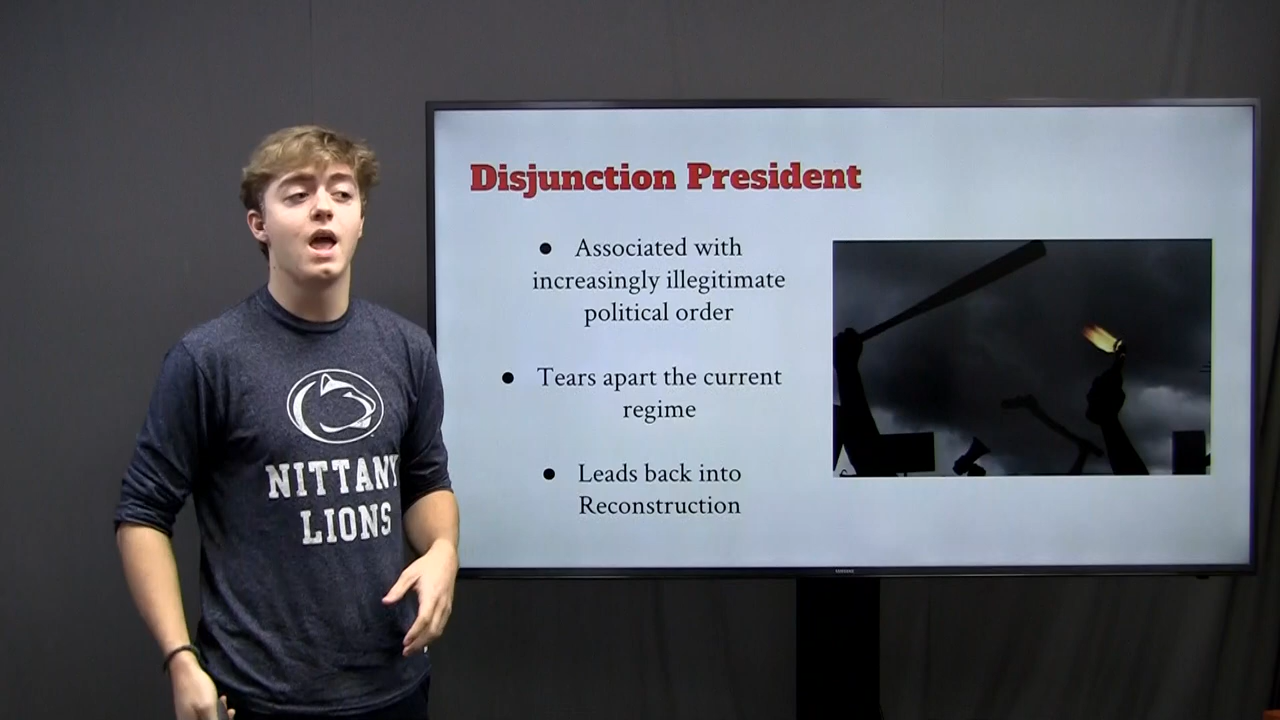 Disjunction President
● Associated with
increasingly illegitimate
political order
● Tears apart the current
regime
● Leads back into
Reconstruction
NITTANY
LIONS
SAMSUNG